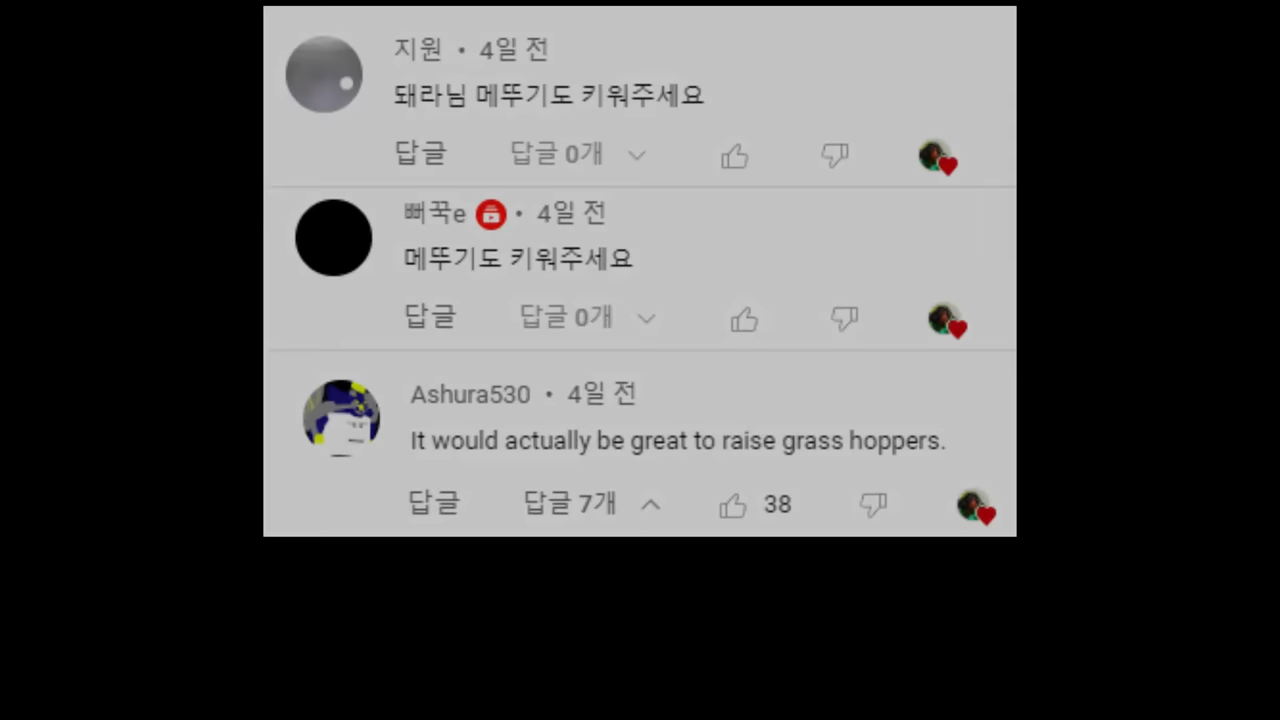 지원 • 4일 전
돼라님 메뚜기도 키워주세요
답글 답글 0개
뻐꾹e • 4일 전
메뚜기도 키워주세요
답글 답글 0개
Ashura530 • 4일 전
It would actually be great to raise grass hoppers.
답글 답글 7개 38